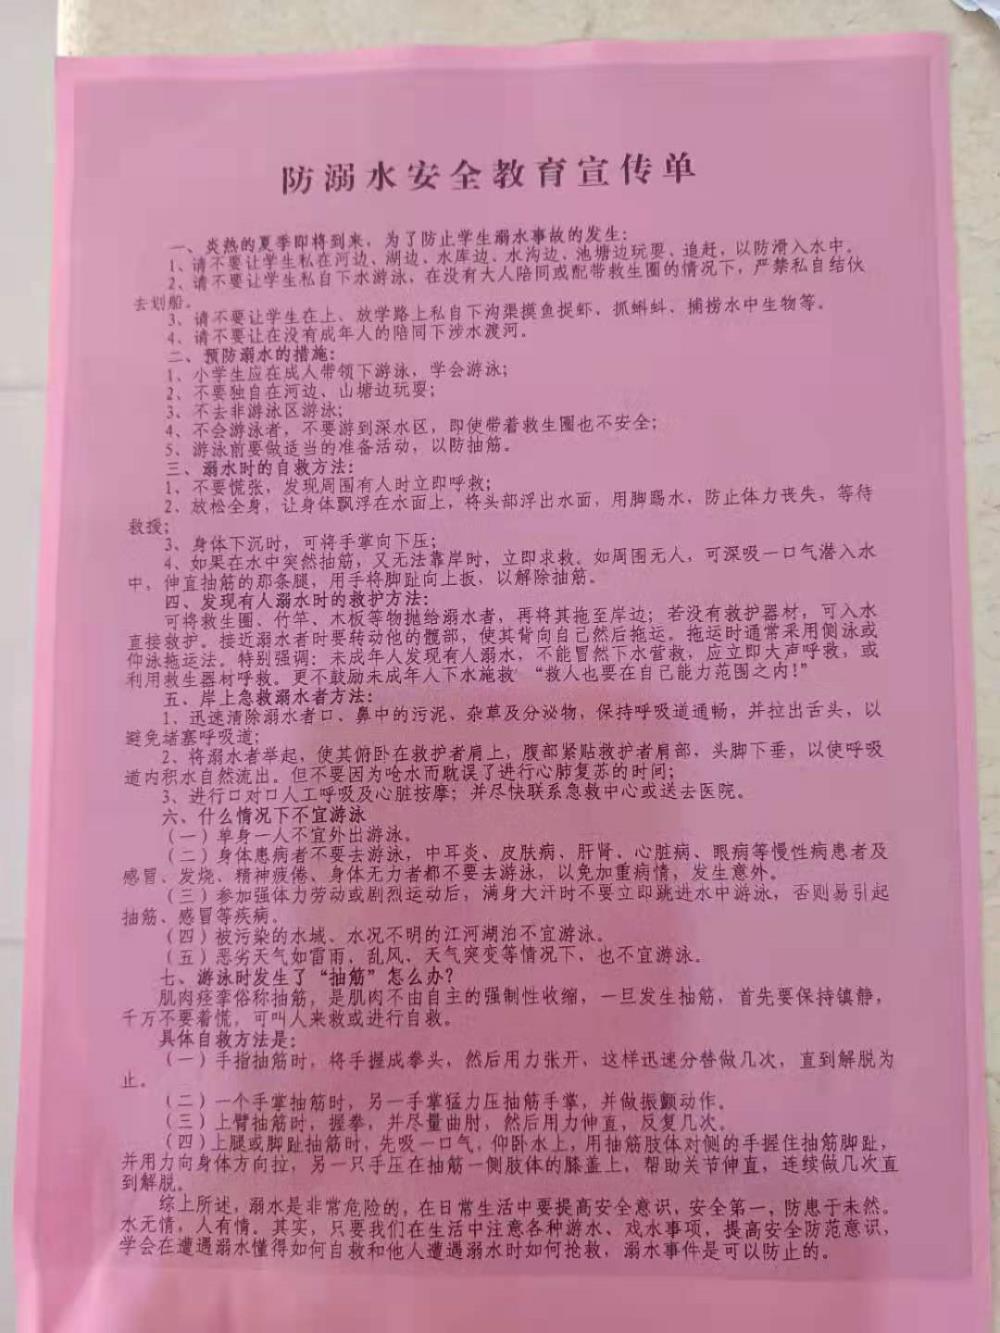 防溺水安全教育宣传单
一、炎热的夏季即将到来，为了防止学生溺水事故的发生：
1、请不要让学生私在河边、湖边、水库边、水沟边、池塘边玩耍、追赶，以防滑入水中。
2、请不要让学生私自下水游泳，在没有大人陪同或配带救生圈的情况下，严禁私自结伙
去划船。
3、请不要让学生在上、放学路上私自下沟渠摸鱼捉虾、抓蝌蚪、捕捞水中生物等。
4、请不要让在没有成年人的陪同下涉水渡河。
二、预防溺水的措施：
1、小学生应在成人带领下游泳，学会游泳；
2、不要独自在河边、山塘边玩耍；
3、不去非游泳区游泳；
4、不会游泳者，不要游到深水区，即使带着救生圈也不安全；
5、游泳前要做适当的准备活动，以防抽筋。
三、溺水时的自救方法：
1、不要慌张，发现周围有人时立即呼救；
2、放松全身，让身体飘浮在水面上，将头部浮出水面，用脚踢水，防止体力丧失，等待
救援；
3、身体下沉时，可将手掌向下压；
4、如果在水中突然抽筋，又无法靠岸时，立即求救。如周围无人，可深吸一口气潜入水
中，伸直抽筋的那条腿，用手将脚趾向上扳，以解除抽筋。
四、发现有人溺水时的救护方法：
可将救生圈、竹竿、木板等物抛给溺水者，再将其拖至岸边；若没有救护器材，可入水
直接救护。接近溺水者时要转动他的髋部，使其背向自己然后拖运。拖运时通常采用侧泳或
仰泳拖运法。特别强调：未成年人发现有人溺水，不能冒然下水营救，应立即大声呼救，或
利用救生器材呼救。更不鼓励未成年人下水施救“救人也要在自己能力范围之内！”
五、岸上急救溺水者方法：
1、迅速清除溺水者口、鼻中的污泥、杂草及分泌物，保持呼吸道通畅，并拉出舌头，以
避免堵塞呼吸道；
2、将溺水者举起，使其俯卧在救护者肩上，腹部紧贴救护者肩部，头脚下垂，以使呼吸
道内积水自然流出。但不要因为呛水而耽误了进行心肺复苏的时间；
3、进行口对口人工呼吸及心脏按摩；并尽快联系急救中心或送去医院。
六、什么情况下不宜游泳
（一）单身一人不宜外出游泳。
（二）身体患病者不要去游泳，中耳炎、皮肤病、肝肾、心脏病、眼病等慢性病患者及
感冒、发烧、精神疲倦、身体无力者都不要去游泳，以免加重病情，发生意外。
（三）参加强体力劳动或剧烈运动后，满身大汗时不要立即跳进水中游泳，否则易引起
抽筋、感冒等疾病。
（四）被污染的水域、水况不明的江河湖泊不宜游泳。
（五）恶劣天气如雷雨，乱风、天气突变等情况下，也不宜游泳。
七、游泳时发生了“抽筋”怎么办？
肌肉痉挛俗称抽筋，是肌肉不由自主的强制性收缩，一旦发生抽筋，首先要保持镇静，
千万不要着慌，可叫人来救或进行自救。
具体自救方法是：
（一）手指抽筋时，将手握成拳头，然后用力张开，这样迅速分替做几次，直到解脱为
止。
（二）一个手掌抽筋时，另一手掌猛力压抽筋手掌，并做振颤动作。
（三）上臂抽筋时，握拳，并尽量曲肘，然后用力伸直，反复几次。
（四）上腿或脚趾抽筋时，先吸一口气，仰卧水上，用抽筋肢体对侧的手握住抽筋脚趾，
并用力向身体方向拉，另一只手压在抽筋一侧肢体的膝盖上，帮助关节伸直，连续做几次直
到解脱。
综上所述，溺水是非常危险的，在日常生活中要提高安全意识，安全第一，防患于未然。
水无情，人有情。其实，只要我们在生活中注意各种游水、戏水事项，提高安全防范意识，
学会在遭遇溺水懂得如何自救和他人遭遇溺水时如何抢救，溺水事件是可以防止的。